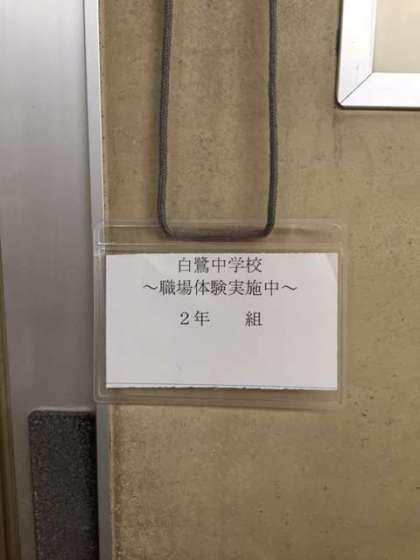 白鷺中学校
～職場体験実施中～
２年　　組